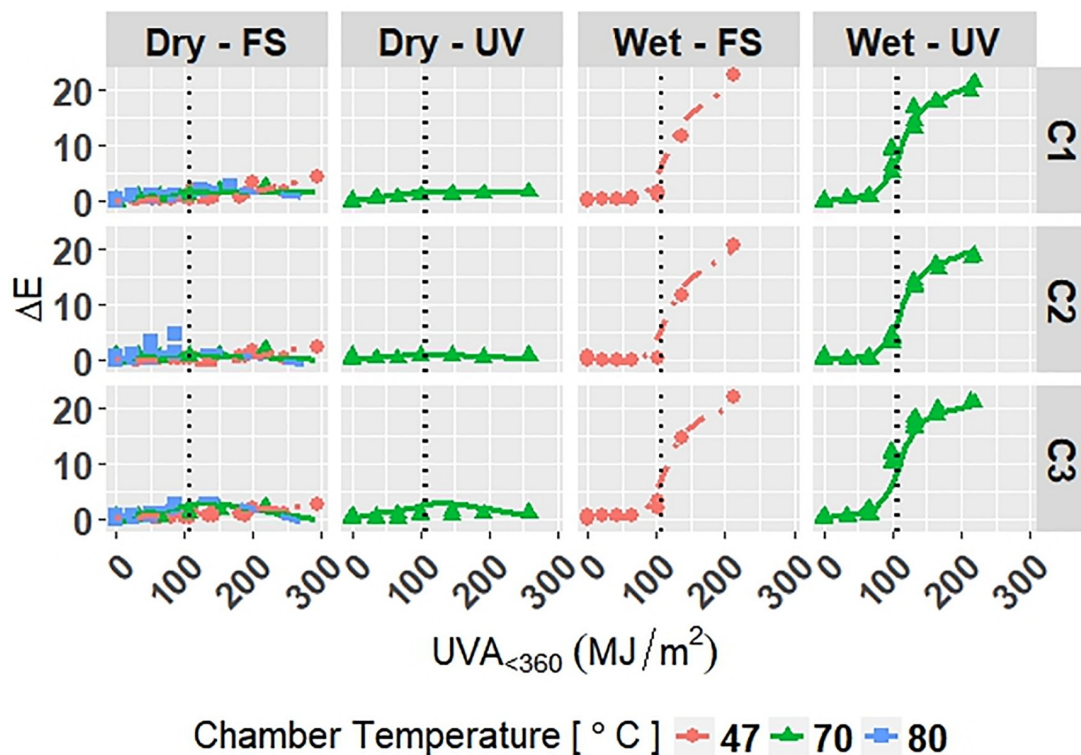 Dry - FS Dry - UV Wet - FS Wet - UV
20
10
0
C1
20
10
0
C2
20
10
0
C3
ΔE
0 100 200 300 0 100 200 300 0 100 200 300 0 100 200 300
UVA<360 (MJ/m²)
Chamber Temperature [ ° C ] 47 70 80